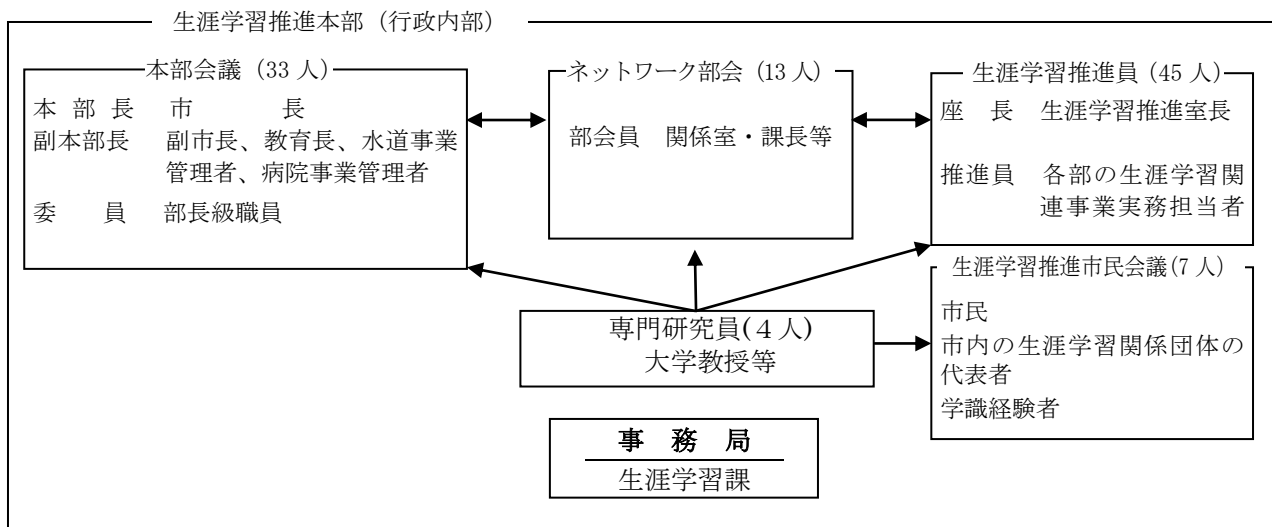 生涯学習推進本部（行政内部）
本部会議（33 人）
本 部 長　市　　　長
副本部長　副市長、教育長、水道事業
管理者、病院事業管理者
委　　員　部長級職員
ネットワーク部会（13 人）
部会員　関係室・課長等
生涯学習推進員（45 人）
座　長　生涯学習推進室長
推進員　各部の生涯学習関
連事業実務担当者
専門研究員(４人)
大学教授等
生涯学習推進市民会議(7 人)
市民
市内の生涯学習関係団体の
代表者
学識経験者
事　務　局
生涯学習課